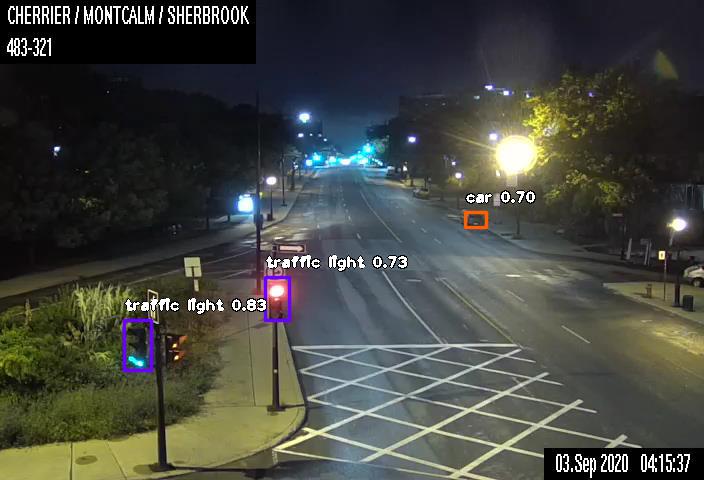 CHERRIER / MONTCALM / SHERBROOK
483-321
car 0.70
traffic light 0.73
traffic light 0.83
03.Sep 2020 04:15:37